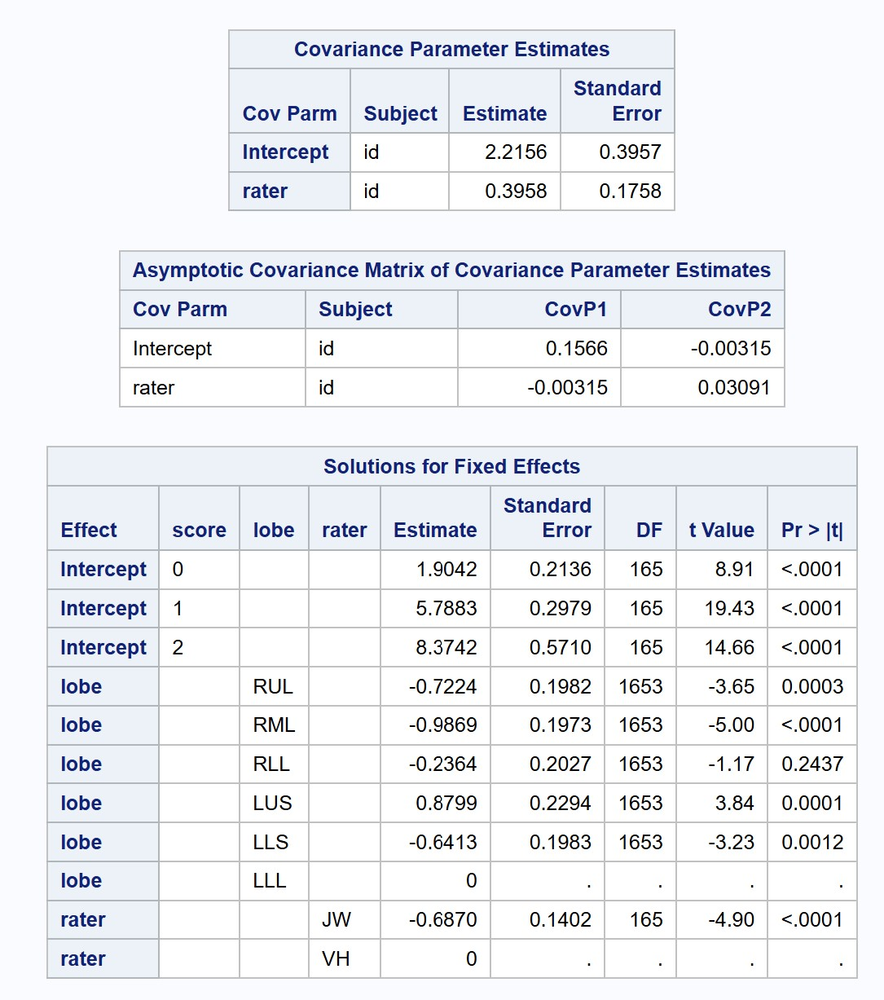 Covariance Parameter Estimates
Cov Parm Subject Estimate Standard Error
Intercept id 2.2156 0.3957
rater id 0.3958 0.1758
Asymptotic Covariance Matrix of Covariance Parameter Estimates
Cov Parm Subject CovP1 CovP2
Intercept id 0.1566 -0.00315
rater id -0.00315 0.03091
Solutions for Fixed Effects
Effect score lobe rater Estimate Standard Error DF t Value Pr > |t|
Intercept 0 1.9042 0.2136 165 8.91 <.0001
Intercept 1 5.7883 0.2979 165 19.43 <.0001
Intercept 2 8.3742 0.5710 165 14.66 <.0001
lobe RUL -0.7224 0.1982 1653 -3.65 0.0003
lobe RML -0.9869 0.1973 1653 -5.00 <.0001
lobe RLL -0.2364 0.2027 1653 -1.17 0.2437
lobe LUS 0.8799 0.2294 1653 3.84 0.0001
lobe LLS -0.6413 0.1983 1653 -3.23 0.0012
lobe LLL 0 . . . .
rater JW -0.6870 0.1402 165 -4.90 <.0001
rater VH 0 . . . .